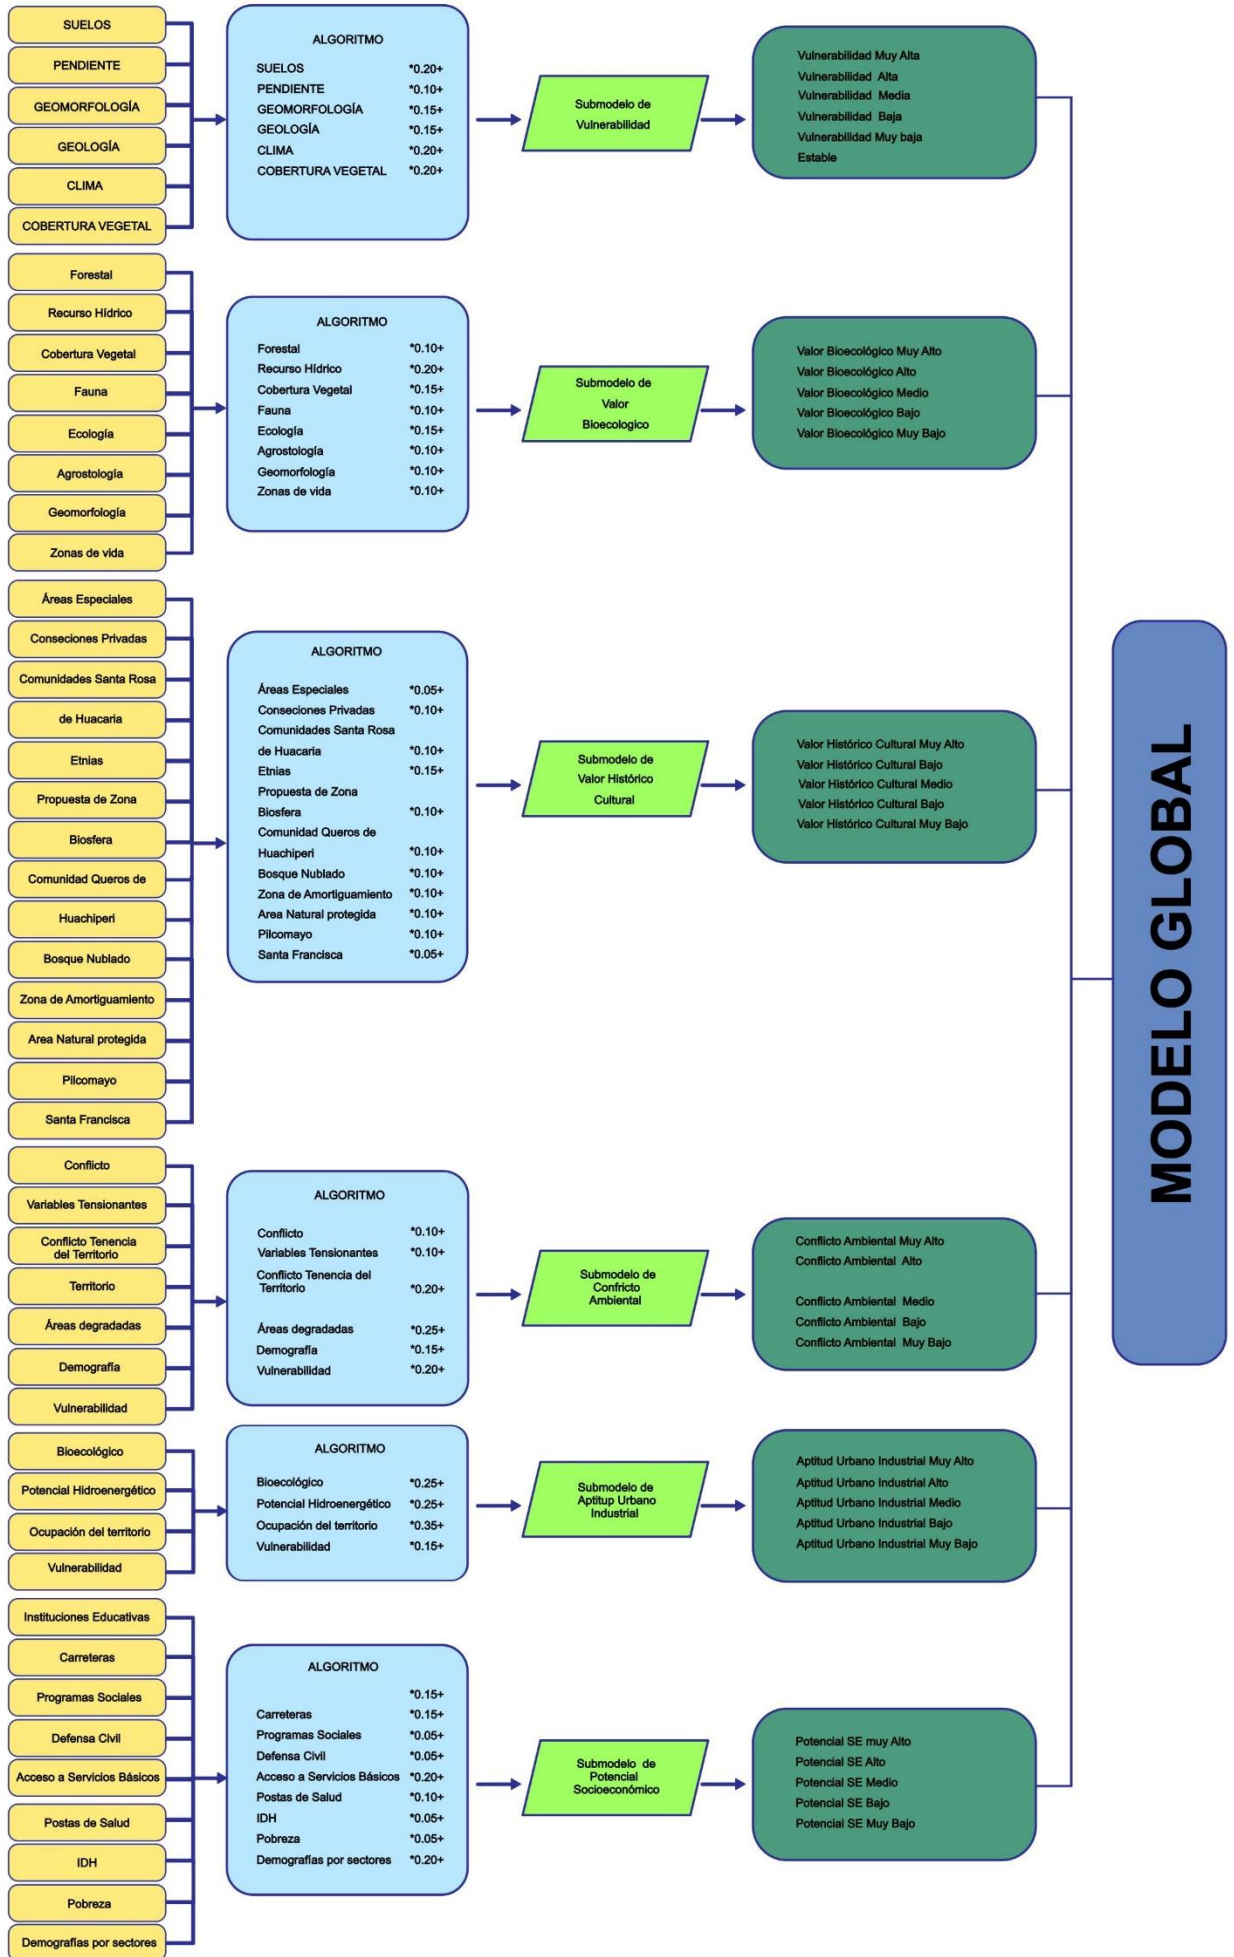 SUELOS
PENDIENTE
GEOMORFOLOGÍA
GEOLOGÍA
CLIMA
COBERTURA VEGETAL
ALGORITMO
SUELOS *0.20+
PENDIENTE *0.10+
GEOMORFOLOGÍA *0.15+
GEOLOGÍA *0.15+
CLIMA *0.20+
COBERTURA VEGETAL *0.20+
Submodelo de
Vulnerabilidad
Vulnerabilidad Muy Alta
Vulnerabilidad Alta
Vulnerabilidad Media
Vulnerabilidad Baja
Vulnerabilidad Muy baja
Estable
Forestal
Recurso Hídrico
Cobertura Vegetal
Fauna
Ecología
Agrostología
Geomorfología
Zonas de vida
ALGORITMO
Forestal *0.10+
Recurso Hídrico *0.20+
Cobertura Vegetal *0.15+
Fauna *0.10+
Ecología *0.15+
Agrostología *0.10+
Geomorfología *0.10+
Zonas de vida *0.10+
Submodelo de
Valor
Bioecologico
Valor Bioecológico Muy Alto
Valor Bioecológico Alto
Valor Bioecológico Medio
Valor Bioecológico Bajo
Valor Bioecológico Muy Bajo
Áreas Especiales
Conseciones Privadas
Comunidades Santa Rosa
de Huacaria
Etnias
Propuesta de Zona
Biosfera
Comunidad Queros de
Huachiperi
Bosque Nublado
Zona de Amortiguamiento
Area Natural protegida
Pilcomayo
Santa Francisca
ALGORITMO
Áreas Especiales *0.05+
Conseciones Privadas *0.10+
Comunidades Santa Rosa
de Huacaria *0.10+
Etnias *0.15+
Propuesta de Zona
Biosfera *0.10+
Comunidad Queros de
Huachiperi *0.10+
Bosque Nublado *0.10+
Zona de Amortiguamiento *0.10+
Area Natural protegida *0.10+
Pilcomayo *0.10+
Santa Francisca *0.05+
Submodelo de
Valor Histórico
Cultural
Valor Histórico Cultural Muy Alto
Valor Histórico Cultural Bajo
Valor Histórico Cultural Medio
Valor Histórico Cultural Bajo
Valor Histórico Cultural Muy Bajo
Conflicto
Variables Tensionantes
Conflicto Tenencia
del Territorio
Territorio
Áreas degradadas
Demografía
Vulnerabilidad
ALGORITMO
Conflicto *0.10+
Variables Tensionantes *0.10+
Conflicto Tenencia del
Territorio *0.20+
Áreas degradadas *0.25+
Demografía *0.15+
Vulnerabilidad *0.20+
Submodelo de
Confricto
Ambiental
Conflicto Ambiental Muy Alto
Conflicto Ambiental Alto
Conflicto Ambiental Medio
Conflicto Ambiental Bajo
Conflicto Ambiental Muy Bajo
Bioecológico
Potencial Hidroenergético
Ocupación del territorio
Vulnerabilidad
ALGORITMO
Bioecológico *0.25+
Potencial Hidroenergético *0.25+
Ocupación del territorio *0.35+
Vulnerabilidad *0.15+
Submodelo de
Aptitup Urbano
Industrial
Aptitud Urbano Industrial Muy Alto
Aptitud Urbano Industrial Alto
Aptitud Urbano Industrial Medio
Aptitud Urbano Industrial Bajo
Aptitud Urbano Industrial Muy Bajo
Instituciones Educativas
Carreteras
Programas Sociales
Defensa Civil
Acceso a Servicios Básicos
Postas de Salud
IDH
Pobreza
Demografías por sectores
ALGORITMO
*0.15+
Carreteras *0.15+
Programas Sociales *0.05+
Defensa Civil *0.05+
Acceso a Servicios Básicos *0.20+
Postas de Salud *0.10+
IDH *0.05+
Pobreza *0.05+
Demografías por sectores *0.20+
Submodelo de
Potencial
Socioeconómico
Potencial SE muy Alto
Potencial SE Alto
Potencial SE Medio
Potencial SE Bajo
Potencial SE Muy Bajo
MODELO GLOBAL